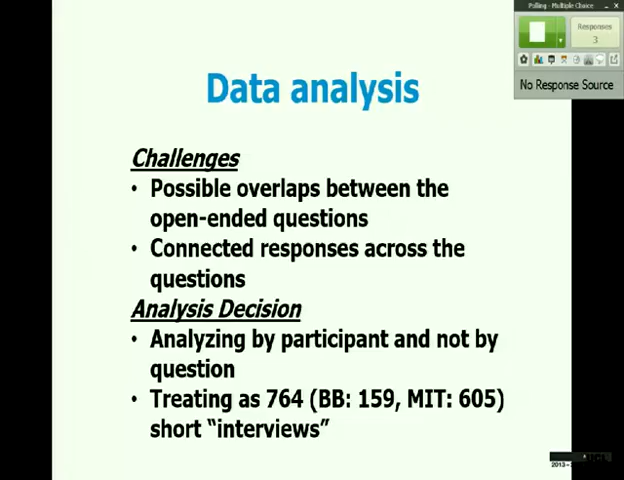 Polling - Multiple Choice
Responses
3
No Response Source
Data analysis
Challenges
• Possible overlaps between the
open-ended questions
• Connected responses across the
questions
Analysis Decision
• Analyzing by participant and not by
question
• Treating as 764 (BB: 159, MIT: 605)
short “interviews”